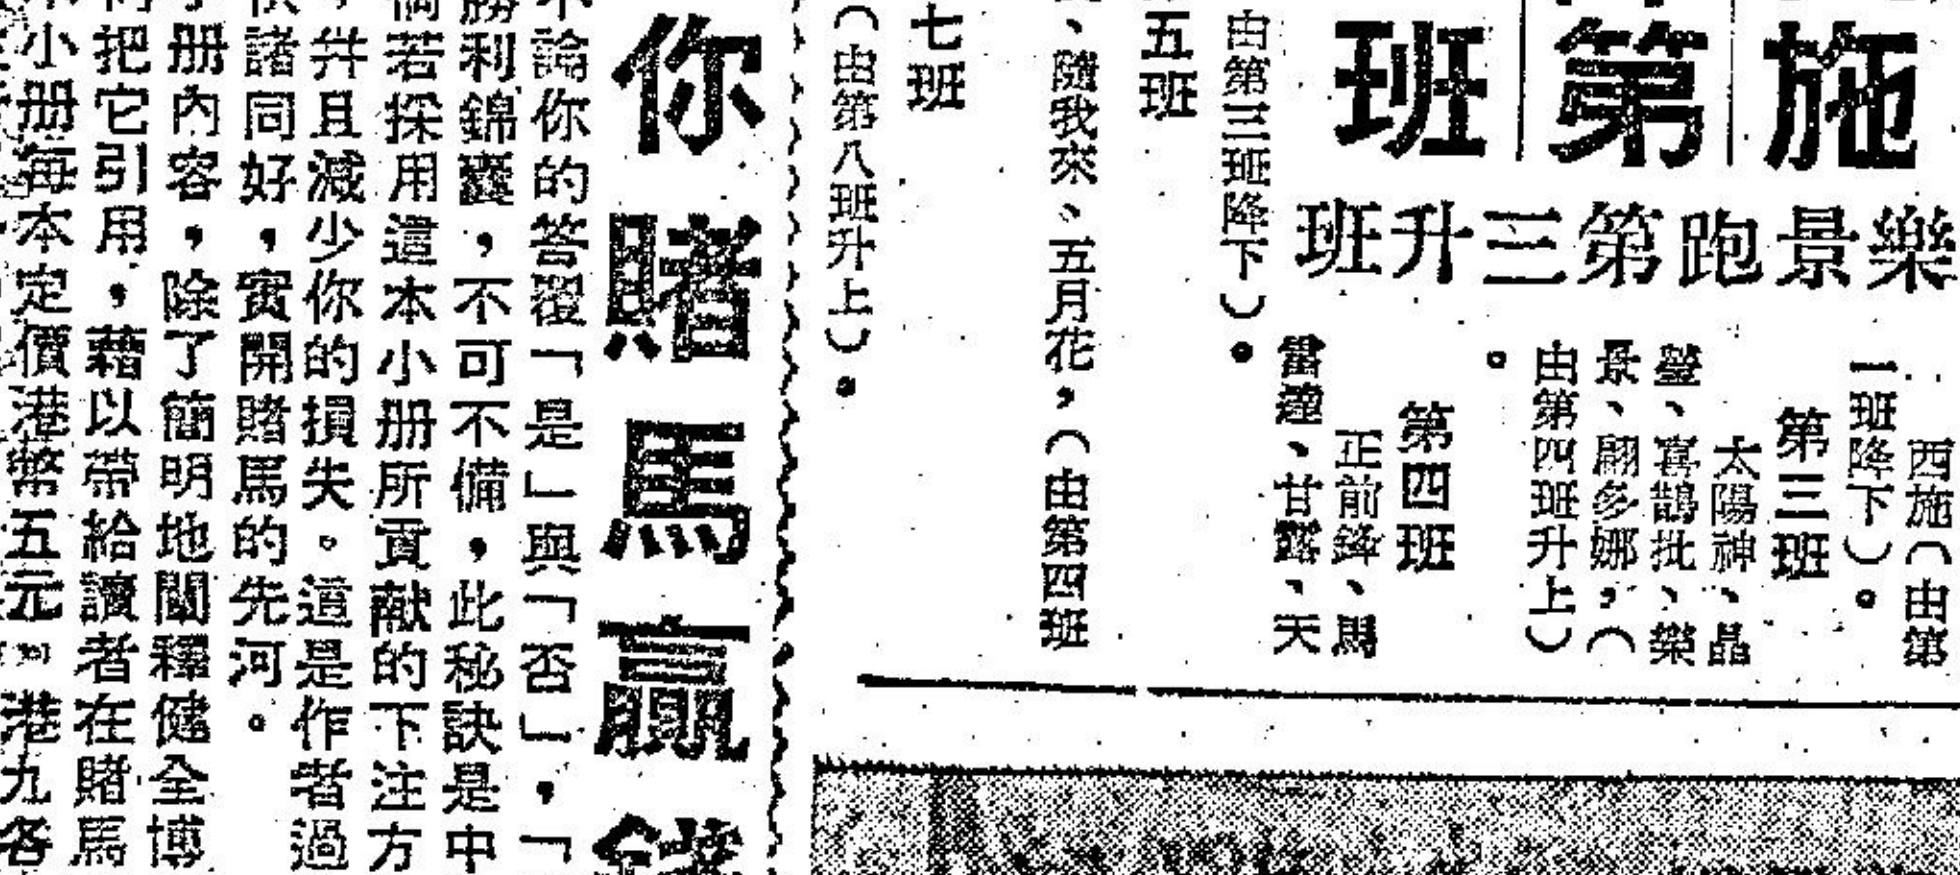 施
第
班
樂景跑第三升班
西施（由第
一班降下）。
第三班
太陽神、晶
瑩、喜鵲批、樂
景、翩多娜，（
由第四班升上）
。
第四班
正前鋒、馬
雷達、甘露、天
由第三班降下）。
五班
、隨我來、五月花，（由第四班
七班
（由第八班升上）。
你賭馬贏錢
論你的答覆「是」與「否」，「
勝利錦囊，不可不備，此秘訣是中
倘若採用這本小册所貢献的下注方
，并且減少你的損失。這是作者過
諸同好，實開賭馬的先河。
册內容，除了簡明地闡釋健全博
把它引用，藉以帶給讀者在賭馬
小册每本定價港幣五元 港九各